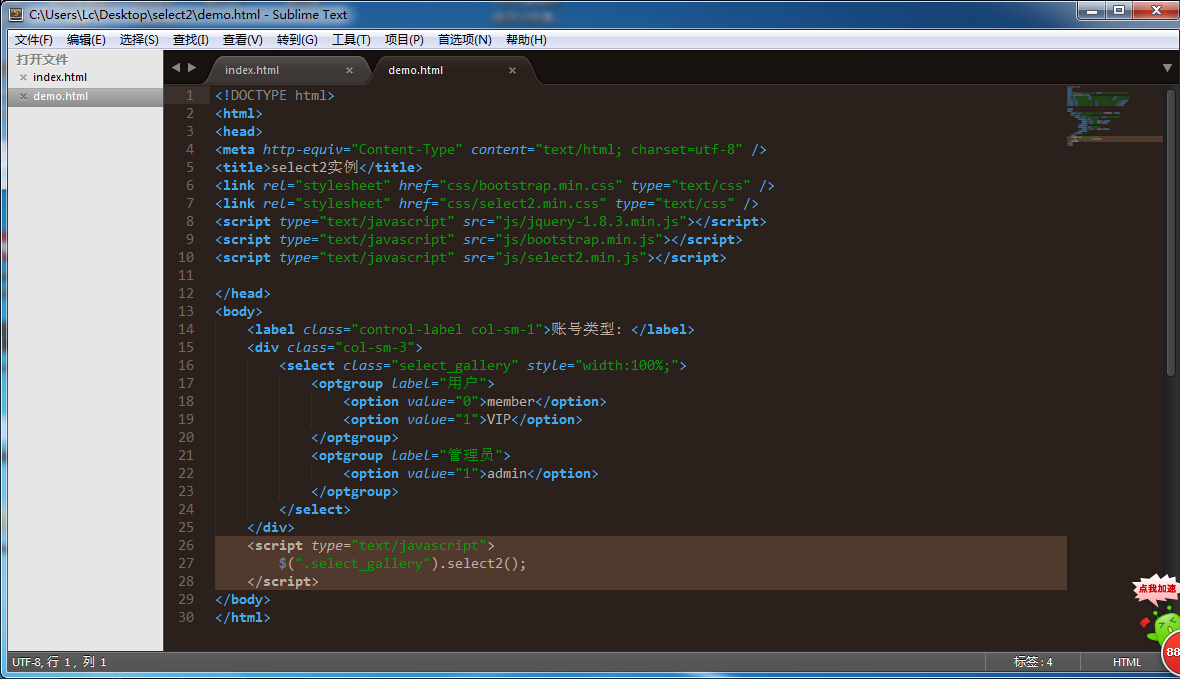 C:\Users\Lc\Desktop\select2\demo.html - Sublime Text
文件(F) 编辑(E) 选择(S) 查找(I) 查看(V) 转到(G) 工具(T) 项目(P) 首选项(N) 帮助(H)
打开文件
index.html
demo.html
index.html demo.html
1 <!DOCTYPE html>
2 <html>
3 <head>
4 <meta http-equiv="Content-Type" content="text/html; charset=utf-8" />
5 <title>select2实例</title>
6 <link rel="stylesheet" href="css/bootstrap.min.css" type="text/css" />
7 <link rel="stylesheet" href="css/select2.min.css" type="text/css" />
8 <script type="text/javascript" src="js/jquery-1.8.3.min.js"></script>
9 <script type="text/javascript" src="js/bootstrap.min.js"></script>
10 <script type="text/javascript" src="js/select2.min.js"></script>
11
12 </head>
13 <body>
14 <label class="control-label col-sm-1">账号类型: </label>
15 <div class="col-sm-3">
16 <select class="select_gallery" style="width:100%;">
17 <optgroup label="用户">
18 <option value="0">member</option>
19 <option value="1">VIP</option>
20 </optgroup>
21 <optgroup label="管理员">
22 <option value="1">admin</option>
23 </optgroup>
24 </select>
25 </div>
26 <script type="text/javascript">
27 $(".select_gallery").select2();
28 </script>
29 </body>
30 </html>
点我加速
88
UTF-8, 行 1, 列 1 标签: 4 HTML